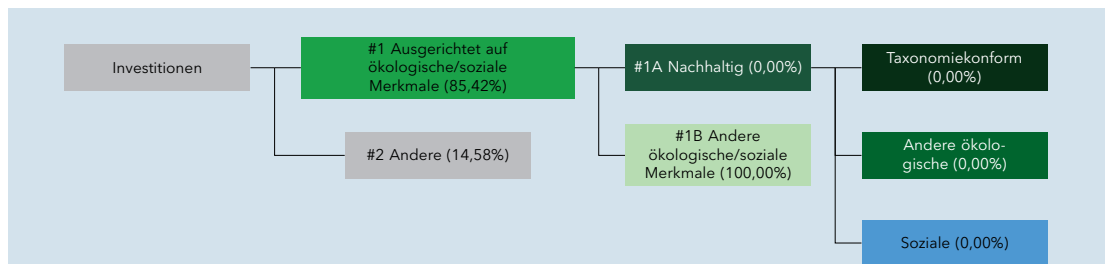 Investitionen
#1 Ausgerichtet auf
ökologische/soziale
Merkmale (85,42%)
#2 Andere (14,58%)
#1A Nachhaltig (0,00%)
#1B Andere
ökologische/soziale
Merkmale (100,00%)
Taxonomiekonform
(0,00%)
Andere ökolo-
gische (0,00%)
Soziale (0,00%)